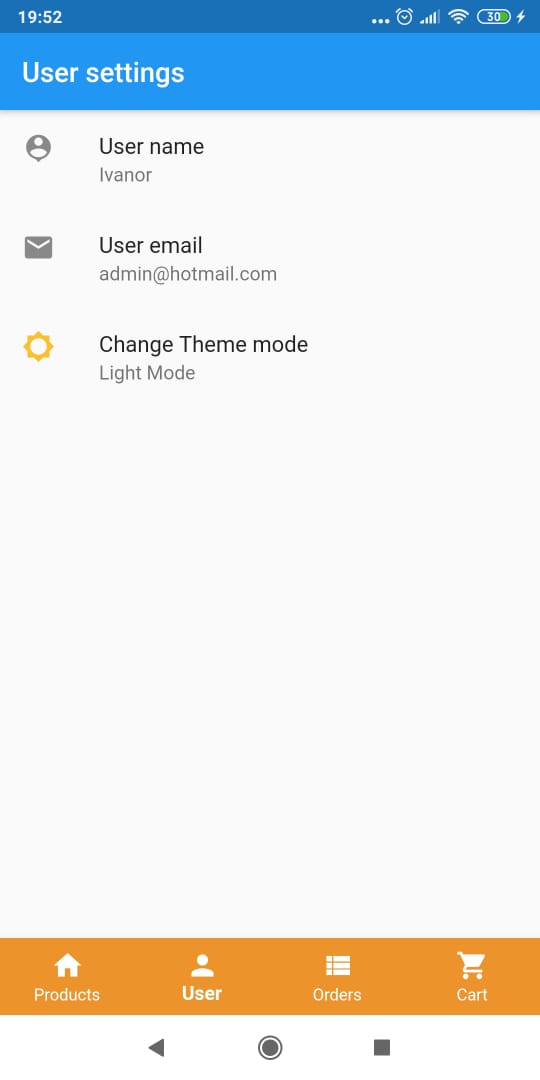 19:52
30
User settings
User name
Ivanor
User email
admin@hotmail.com
Change Theme mode
Light Mode
Products
User
Orders
Cart